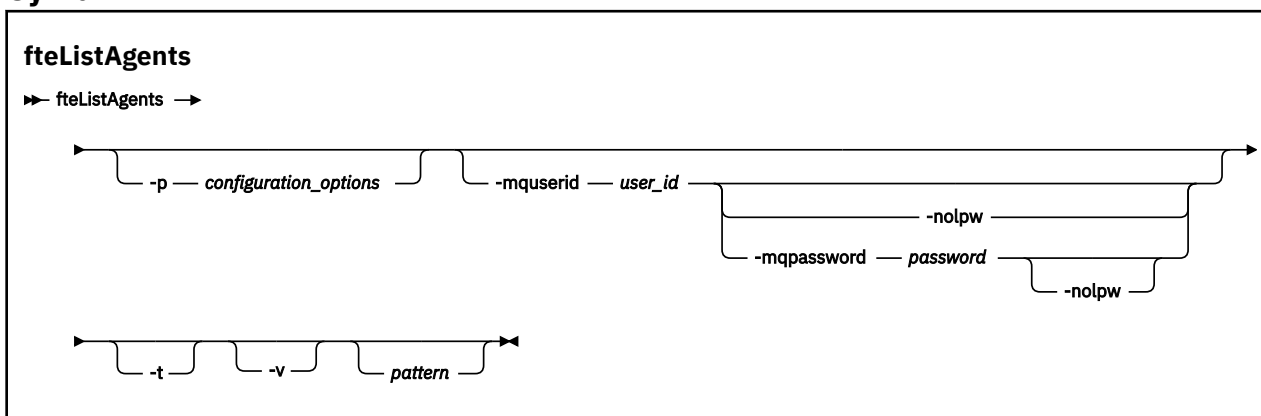 fteListAgents
fteListAgents
-p configuration_options -mquserid user_id
-nolpw
-mqpassword password
-nolpw
-t -v pattern